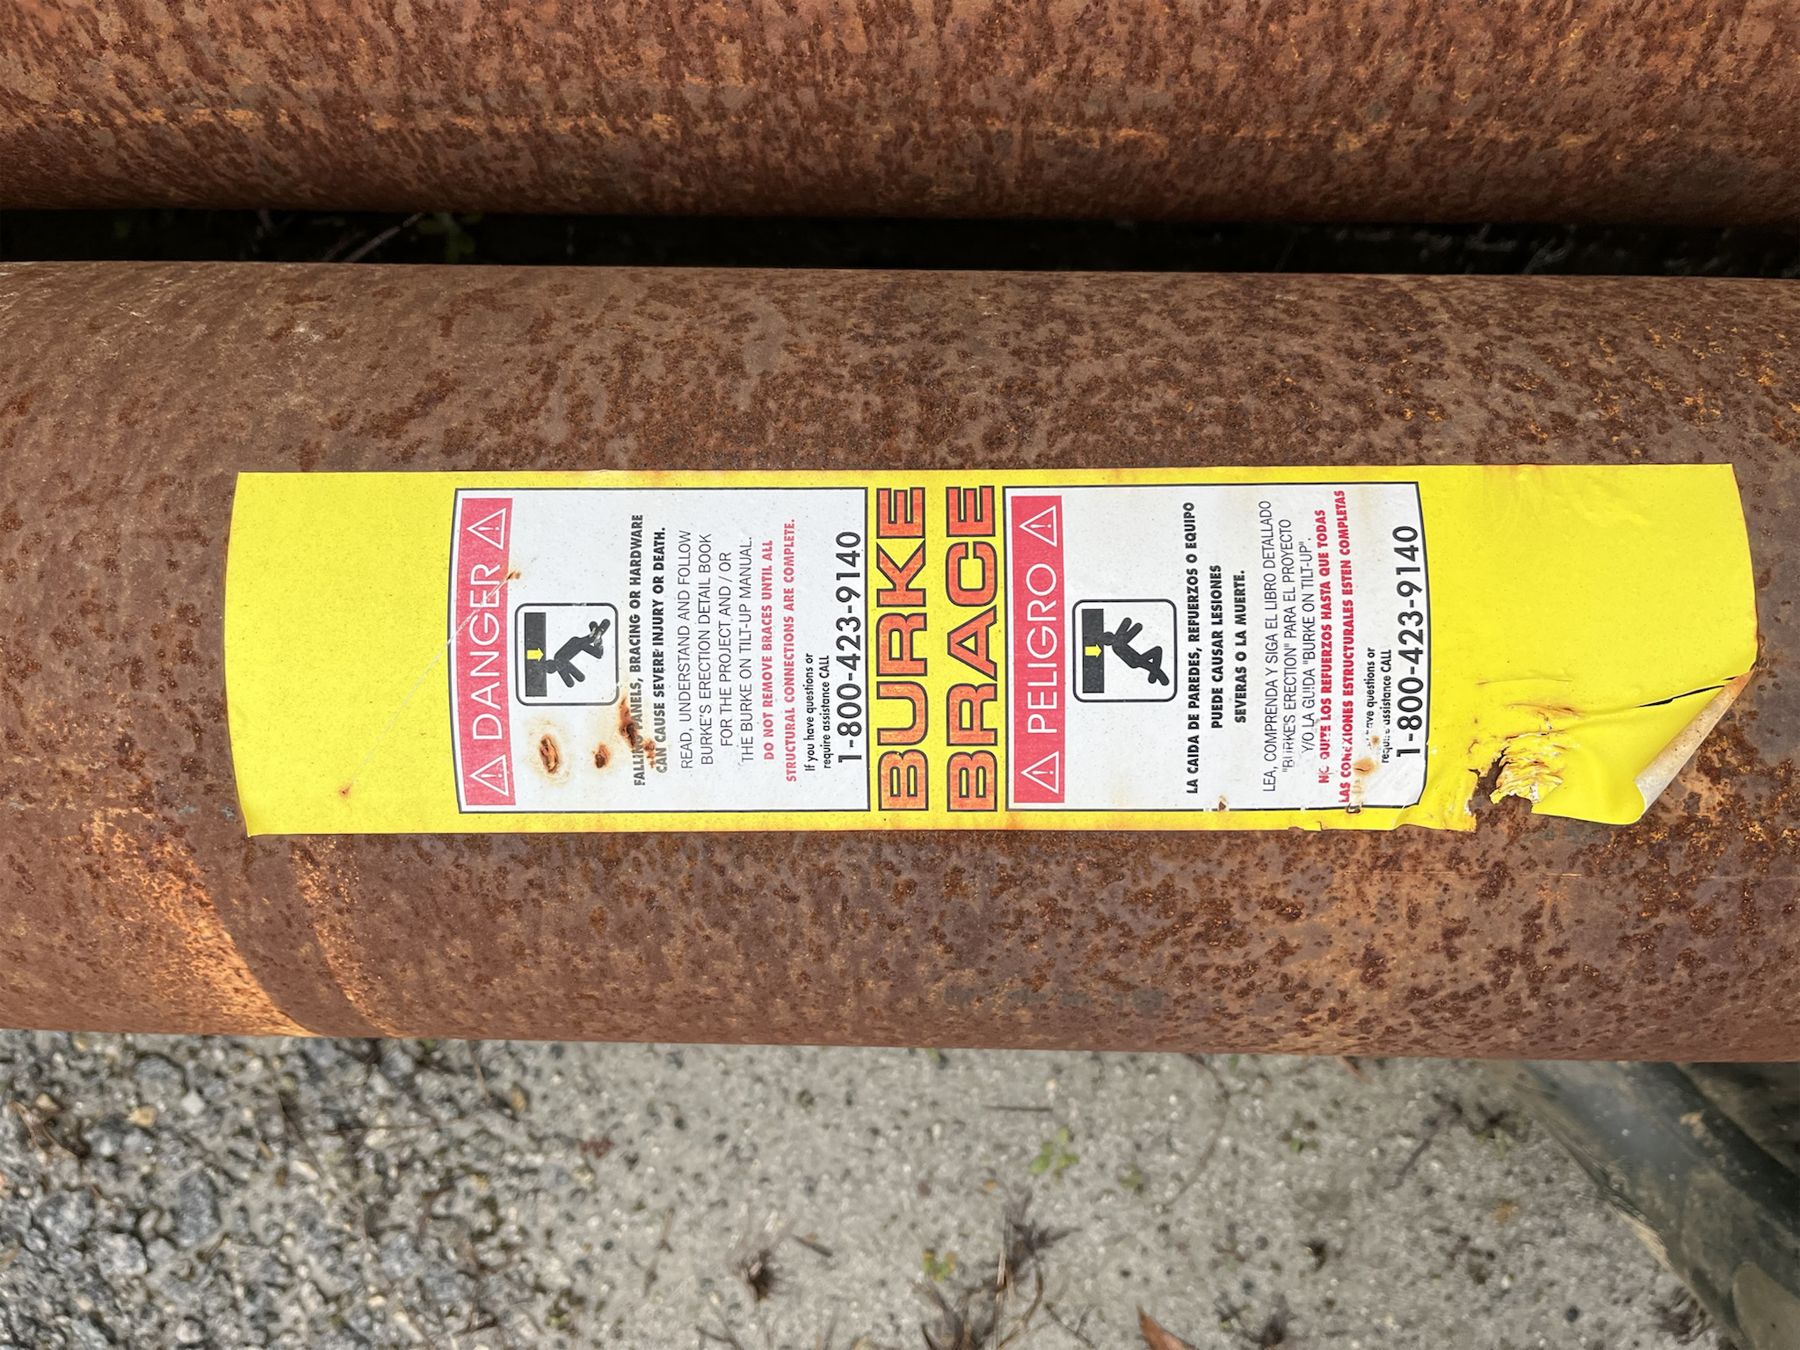 DANGER
FALLING PANELS, BRACING OR HARDWARE
CAN CAUSE SEVERE INJURY OR DEATH.
READ, UNDERSTAND AND FOLLOW
BURKE'S ERECTION DETAIL BOOK
FOR THE PROJECT AND / OR
THE BURKE ON TILT-UP MANUAL.
DO NOT REMOVE BRACES UNTIL ALL
STRUCTURAL CONNECTIONS ARE COMPLETE.
If you have questions or
require assistance CALL
1-800-423-9140
BURKE
BRACE
PELIGRO
LA CAIDA DE PAREDES, REFUERZOS O EQUIPO
PUEDE CAUSAR LESIONES
SEVERAS O LA MUERTE.
LEA, COMPRENDA Y SIGA EL LIBRO DETALLADO
"BURKE'S ERECTION" PARA EL PROYECTO
Y/O LA GUIDA "BURKE ON TILT-UP".
NO QUITE LOS REFUERZOS HASTA QUE TODAS
LAS CONEXIONES ESTRUCTURALES ESTEN COMPLETAS
have questions or
require assistance CALL
1-800-423-9140